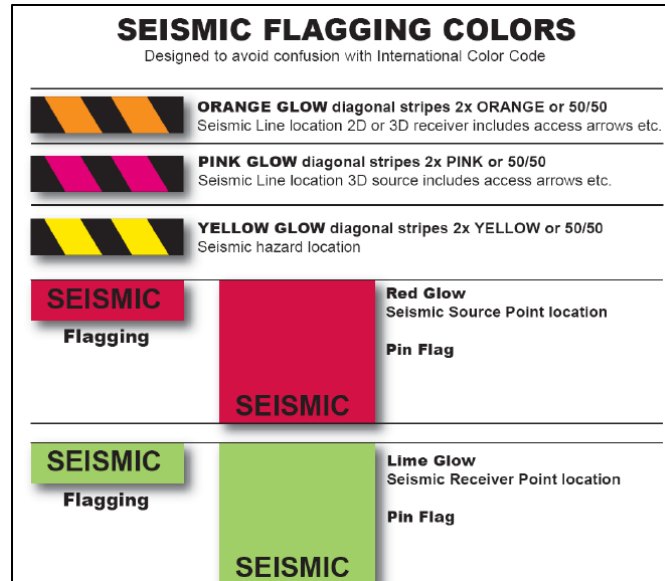 SEISMIC FLAGGING COLORS
Designed to avoid confusion with International Color Code
ORANGE GLOW diagonal stripes 2x ORANGE or 50/50
Seismic Line location 2D or 3D receiver includes access arrows etc.
PINK GLOW diagonal stripes 2x PINK or 50/50
Seismic Line location 3D source includes access arrows etc.
YELLOW GLOW diagonal stripes 2x YELLOW or 50/50
Seismic hazard location
SEISMIC
Flagging
SEISMIC
Red Glow
Seismic Source Point location
Pin Flag
SEISMIC
Flagging
SEISMIC
Lime Glow
Seismic Receiver Point location
Pin Flag